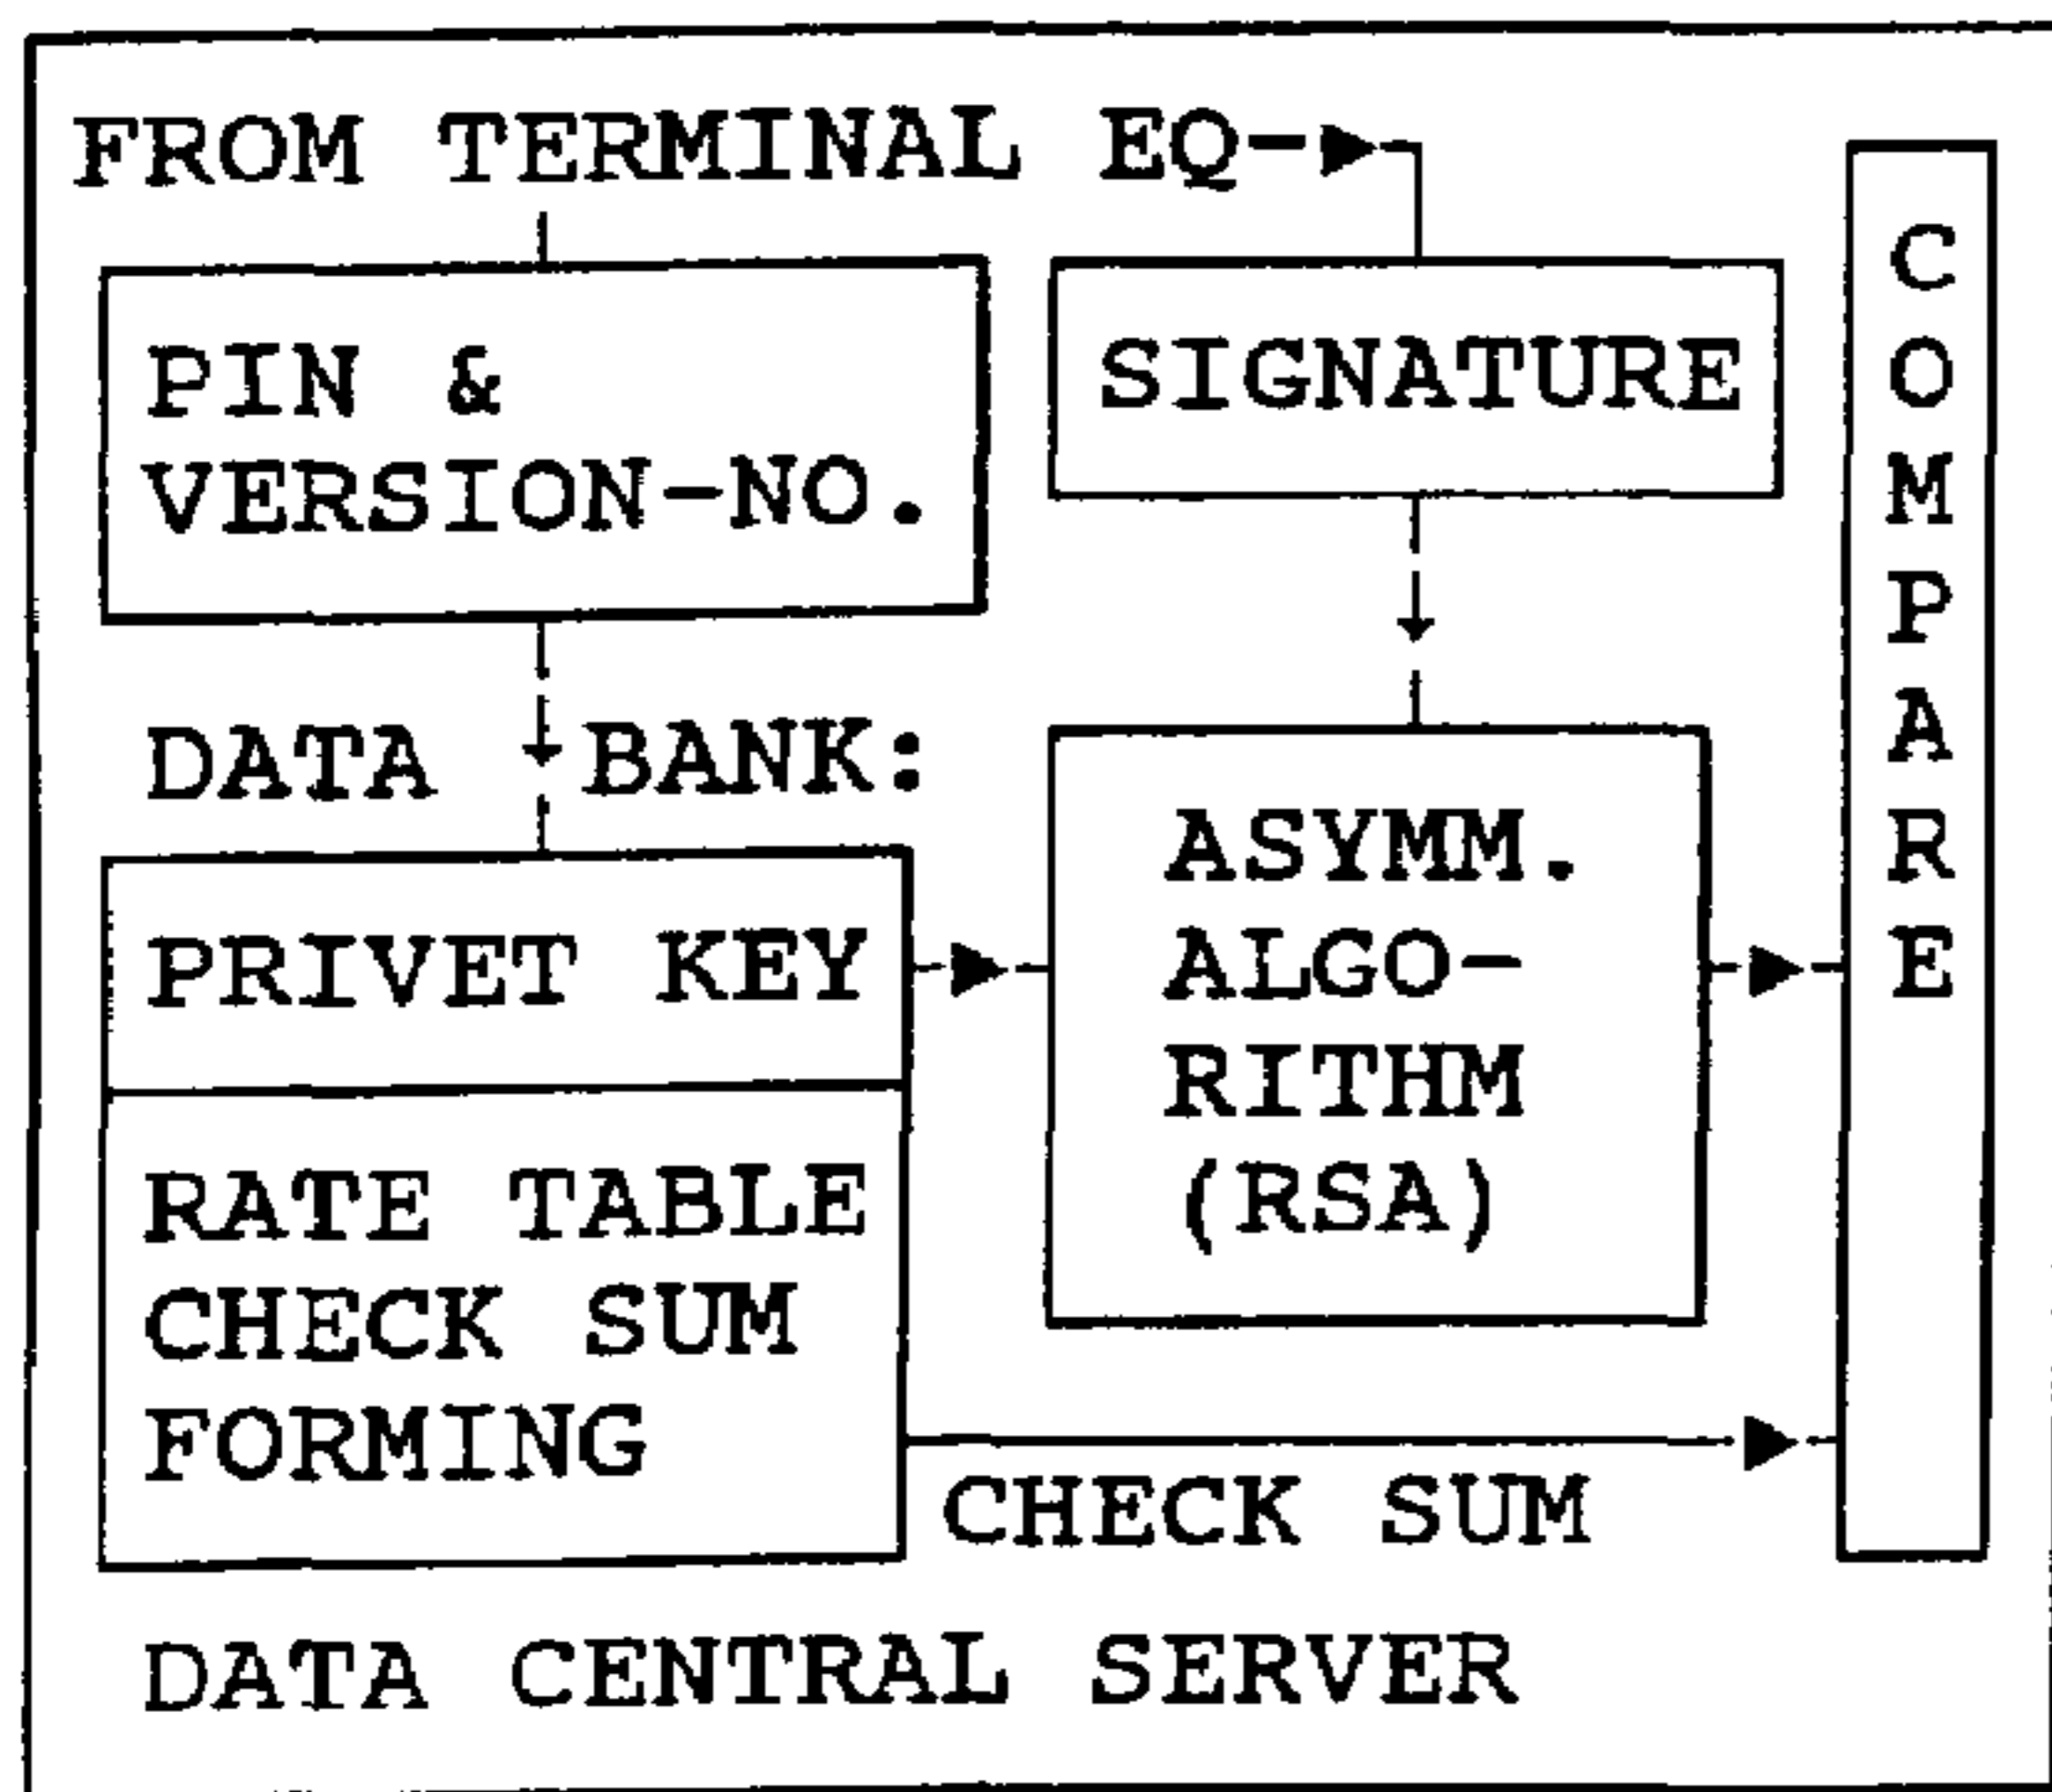 FROM TERMINAL EQ
PIN &
VERSION-NO.
SIGNATURE
DATA BANK:
PRIVET KEY
RATE TABLE
CHECK SUM
FORMING
ASYMM.
ALGO-
RITHM
(RSA)
CHECK SUM
COMPARE
DATA CENTRAL SERVER